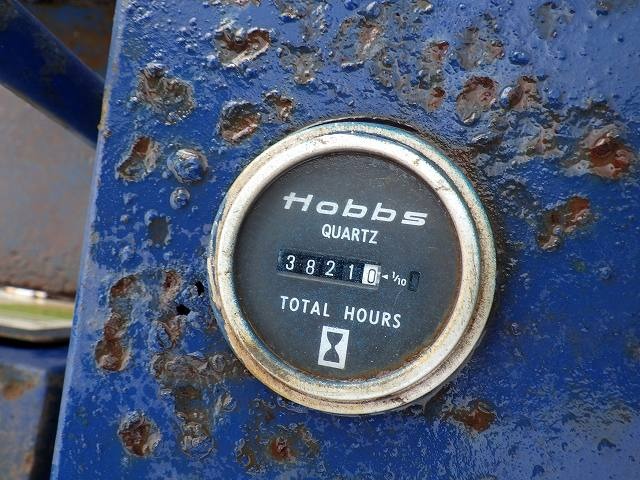 Hobbs
QUARTZ
38210 ◄ 1/10
TOTAL HOURS